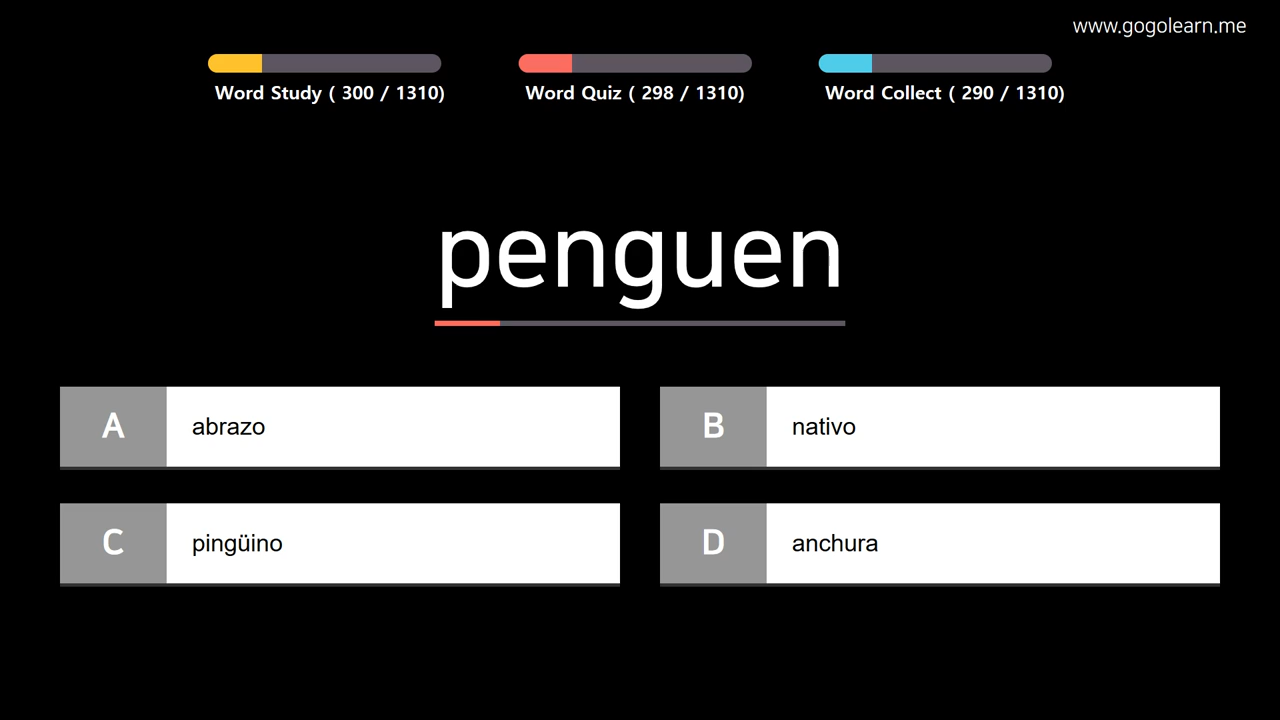 www.gogolearn.me
Word Study ( 300 / 1310)
Word Quiz ( 298 / 1310)
Word Collect ( 290 / 1310)
penguen
A abrazo
B nativo
C pingüino
D anchura